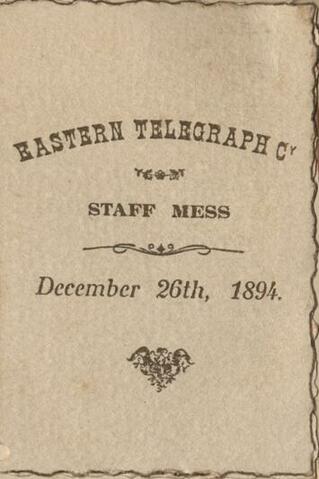 EASTERN TELEGRAPH Cy
STAFF MESS
December 26th, 1894.